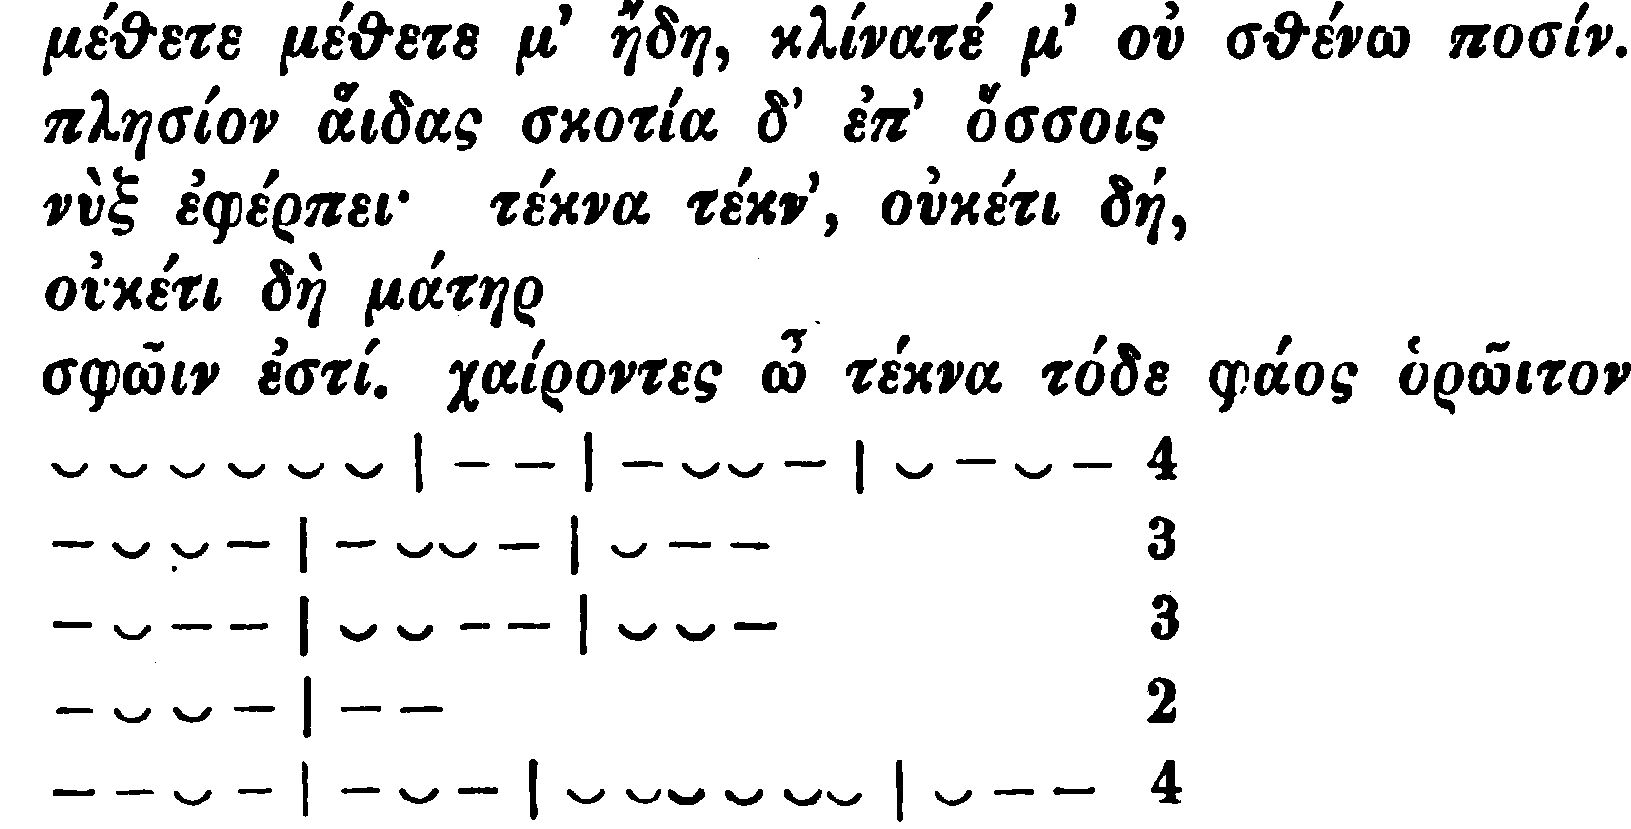 μέθετε μέθετε μ' ἤδη, κλίνατέ μ' οὐ σθένω ποσίν.
πλησίον ἅιδας σκοτία δ' ἐπ' ὄσσοις
νὺξ ἐφέρπει· τέκνα τέκν', οὐκέτι δή,
οὐκέτι δὴ μάτηρ
σφῶιν ἐστί. χαίροντες ὦ τέκνα τόδε φάος ὁρῶιτον
⏑ ⏑ ⏑ ⏑ ⏑ ⏑ | – – | – ⏑⏑ – | ⏑ – ⏑ – 4
– ⏑ ⏑ – | – ⏑⏑ – | ⏑ – – 3
– ⏑ – – | ⏑ ⏑ – – | ⏑ ⏑ – 3
– ⏑ ⏑ – | – – 2
– – ⏑ – | – ⏑ – | ⏑ ⏑⏑ ⏑ ⏑⏑ | ⏑ – – 4